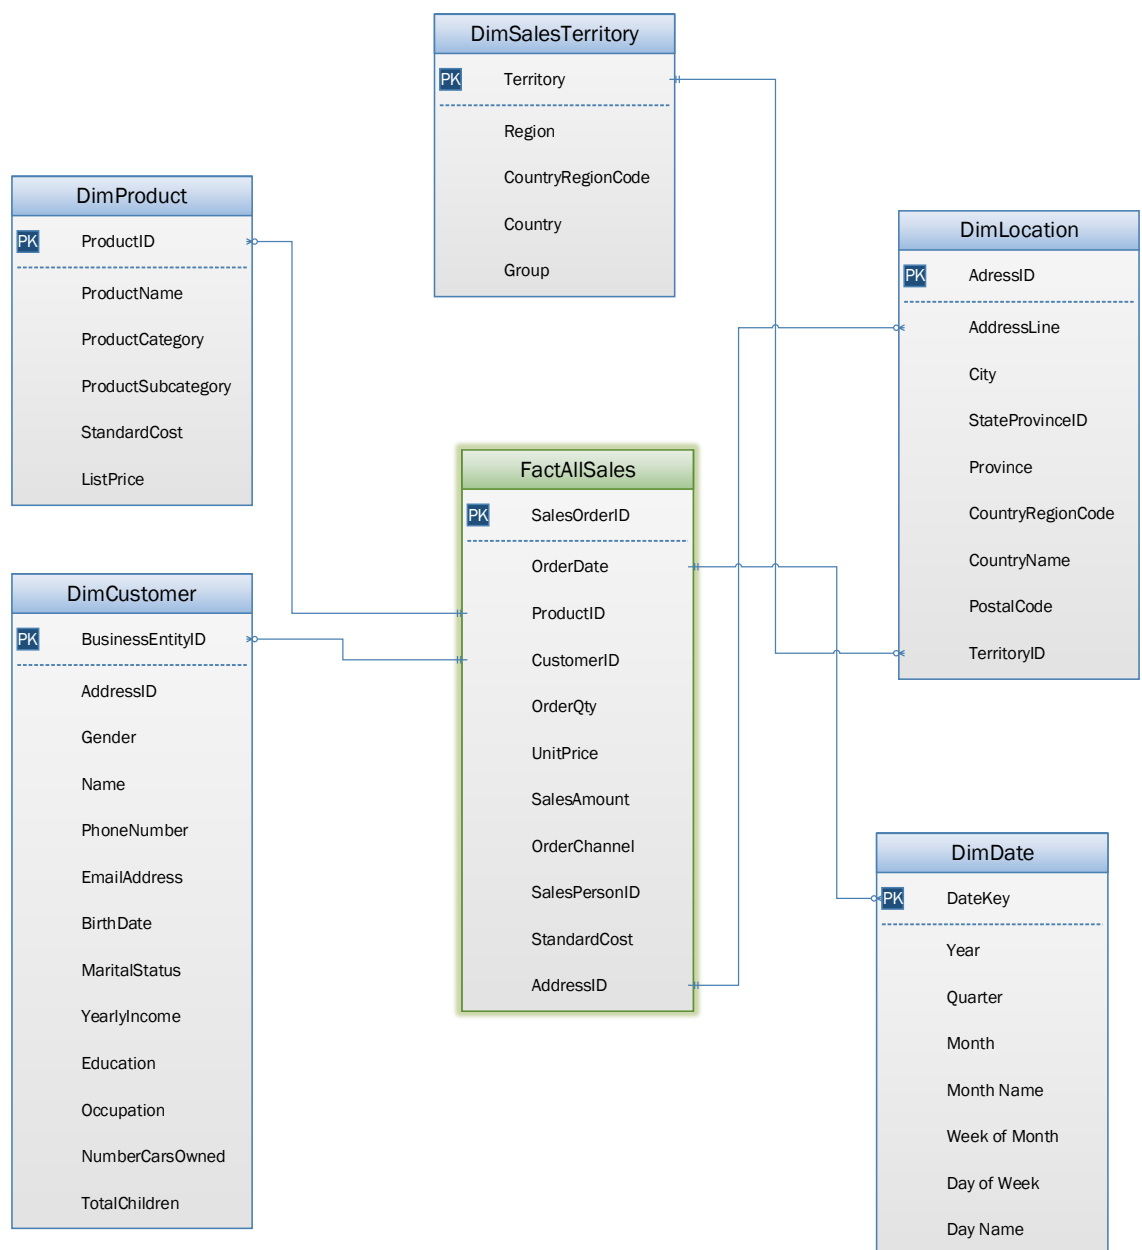 DimSalesTerritory
PK Territory
Region
CountryRegionCode
Country
Group
DimProduct
PK ProductID
ProductName
ProductCategory
ProductSubcategory
StandardCost
ListPrice
DimLocation
PK AdressID
AddressLine
City
StateProvinceID
Province
CountryRegionCode
CountryName
PostalCode
TerritoryID
FactAllSales
PK SalesOrderID
OrderDate
ProductID
CustomerID
OrderQty
UnitPrice
SalesAmount
OrderChannel
SalesPersonID
StandardCost
AddressID
DimCustomer
PK BusinessEntityID
AddressID
Gender
Name
PhoneNumber
EmailAddress
BirthDate
MaritalStatus
YearlyIncome
Education
Occupation
NumberCarsOwned
TotalChildren
DimDate
PK DateKey
Year
Quarter
Month
Month Name
Week of Month
Day of Week
Day Name